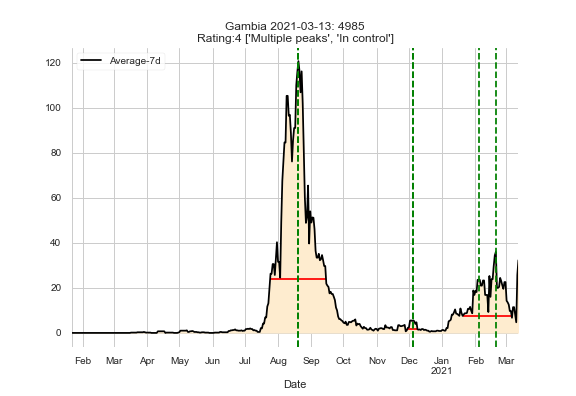 Gambia 2021-03-13: 4985
Rating:4 ['Multiple peaks', 'In control']
Average-7d
120
100
80
60
40
20
0
Feb Mar Apr May Jun Jul Aug Sep Oct Nov Dec Jan Feb Mar
2021
Date